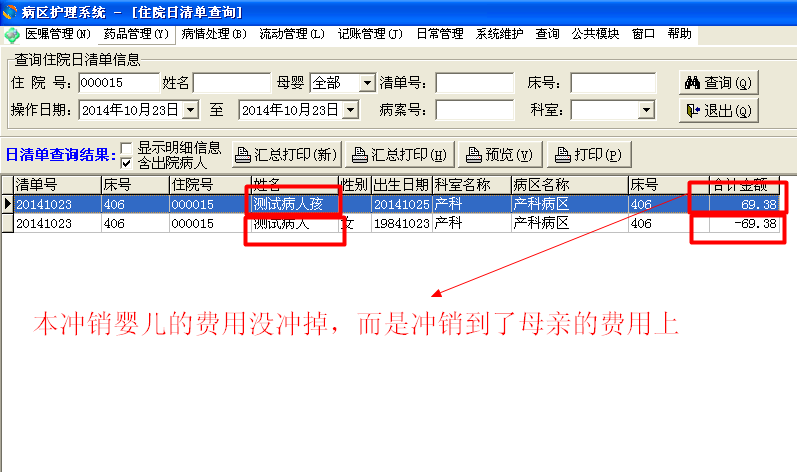 病区护理系统 - [住院日清单查询]
医嘱管理(N) 药品管理(Y) 病情处理(B) 流动管理(L) 记账管理(J) 日常管理 系统维护 查询 公共模块 窗口 帮助
查询住院日清单信息
住 院 号: 000015 姓名 母婴 全部 清单号: 床号: 查询(Q)
操作日期: 2014年10月23日 至 2014年10月23日 病案号: 科室: 退出(Q)
日清单查询结果: 显示明细信息 含出院病人 汇总打印(新) 汇总打印(H) 预览(V) 打印(P)
清单号 床号 住院号 姓名 性别 出生日期 科室名称 病区名称 床号 合计金额
20141023 406 000015 测试病人孩 20141025 产科 产科病区 406 69.38
20141023 406 000015 测试病人 女 19841023 产科 产科病区 406 -69.38
本冲销婴儿的费用没冲掉，而是冲销到了母亲的费用上